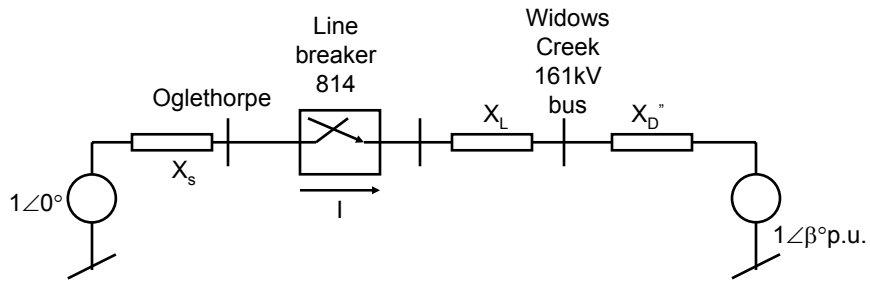 Line
breaker
814
Widows
Creek
161kV
bus
Oglethorpe
X_L
X_D”
X_s
1∠0°
I
1∠β°p.u.